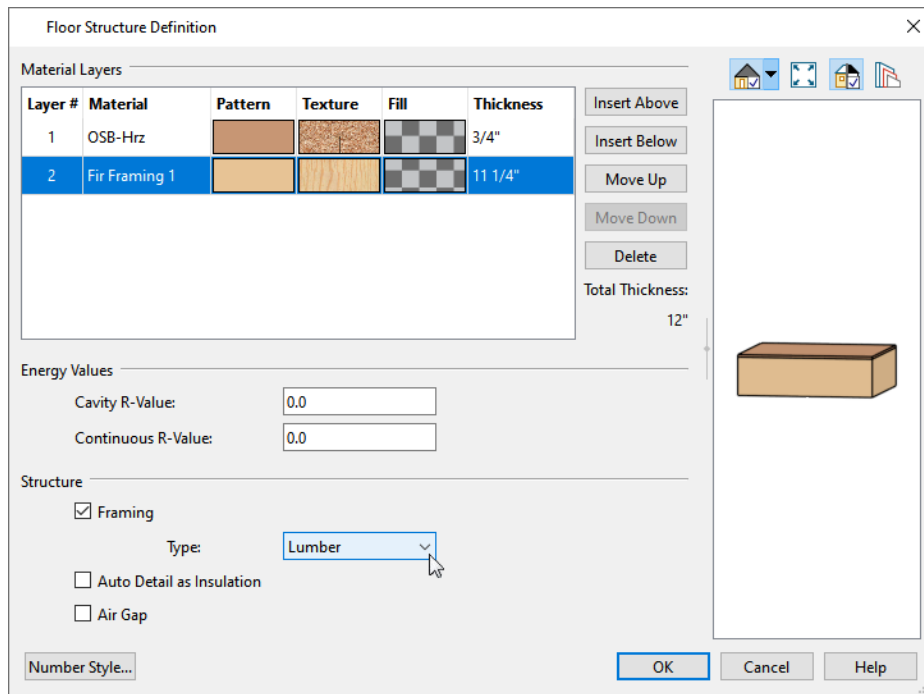 Floor Structure Definition
Material Layers
Layer # Material Pattern Texture Fill Thickness
1 OSB-Hrz 3/4"
2 Fir Framing 1 11 1/4"
Insert Above
Insert Below
Move Up
Move Down
Delete
Total Thickness:
12"
Energy Values
Cavity R-Value: 0.0
Continuous R-Value: 0.0
Structure
Framing
Type: Lumber
Auto Detail as Insulation
Air Gap
Number Style... OK Cancel Help